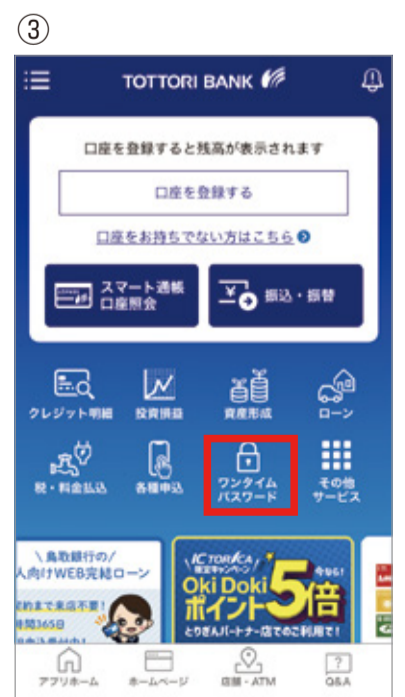 ③
TOTTORI BANK
口座を登録すると残高が表示されます
口座を登録する
口座をお持ちでない方はこちら
スマート通帳
口座照会
振込・振替
クレジット明細
投資損益
資産形成
ローン
税・料金払込
各種申込
ワンタイム
パスワード
その他
サービス
\ 鳥取銀行の/
人向けWEB完結ローン
契約まで来店不要!
時間365日
\IC TORICA/
限定キャンペーン
今なら!
Oki Doki
ポイント5倍
とりぎんパートナー店でのご利用で!
アプリホーム
ホームページ
店舗・ATM
Q&A